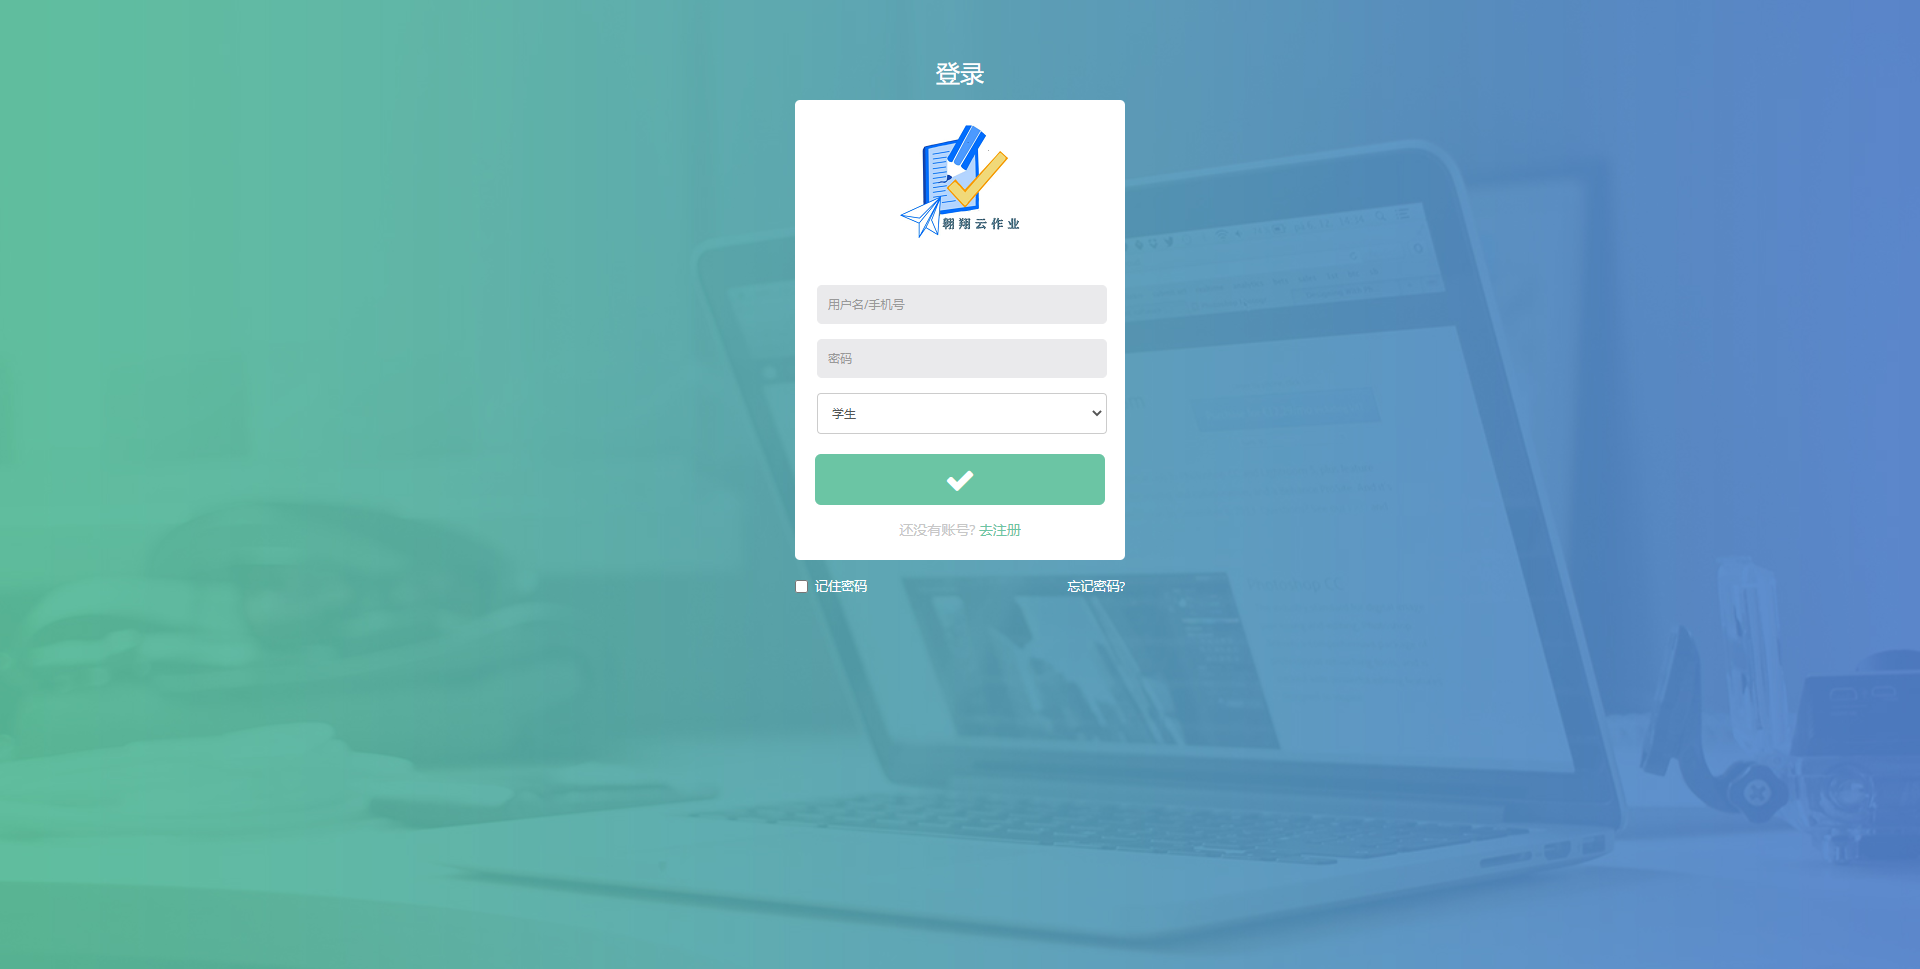 登录
翱翔云作业
用户名/手机号
密码
学生
还没有账号? 去注册
记住密码
忘记密码?